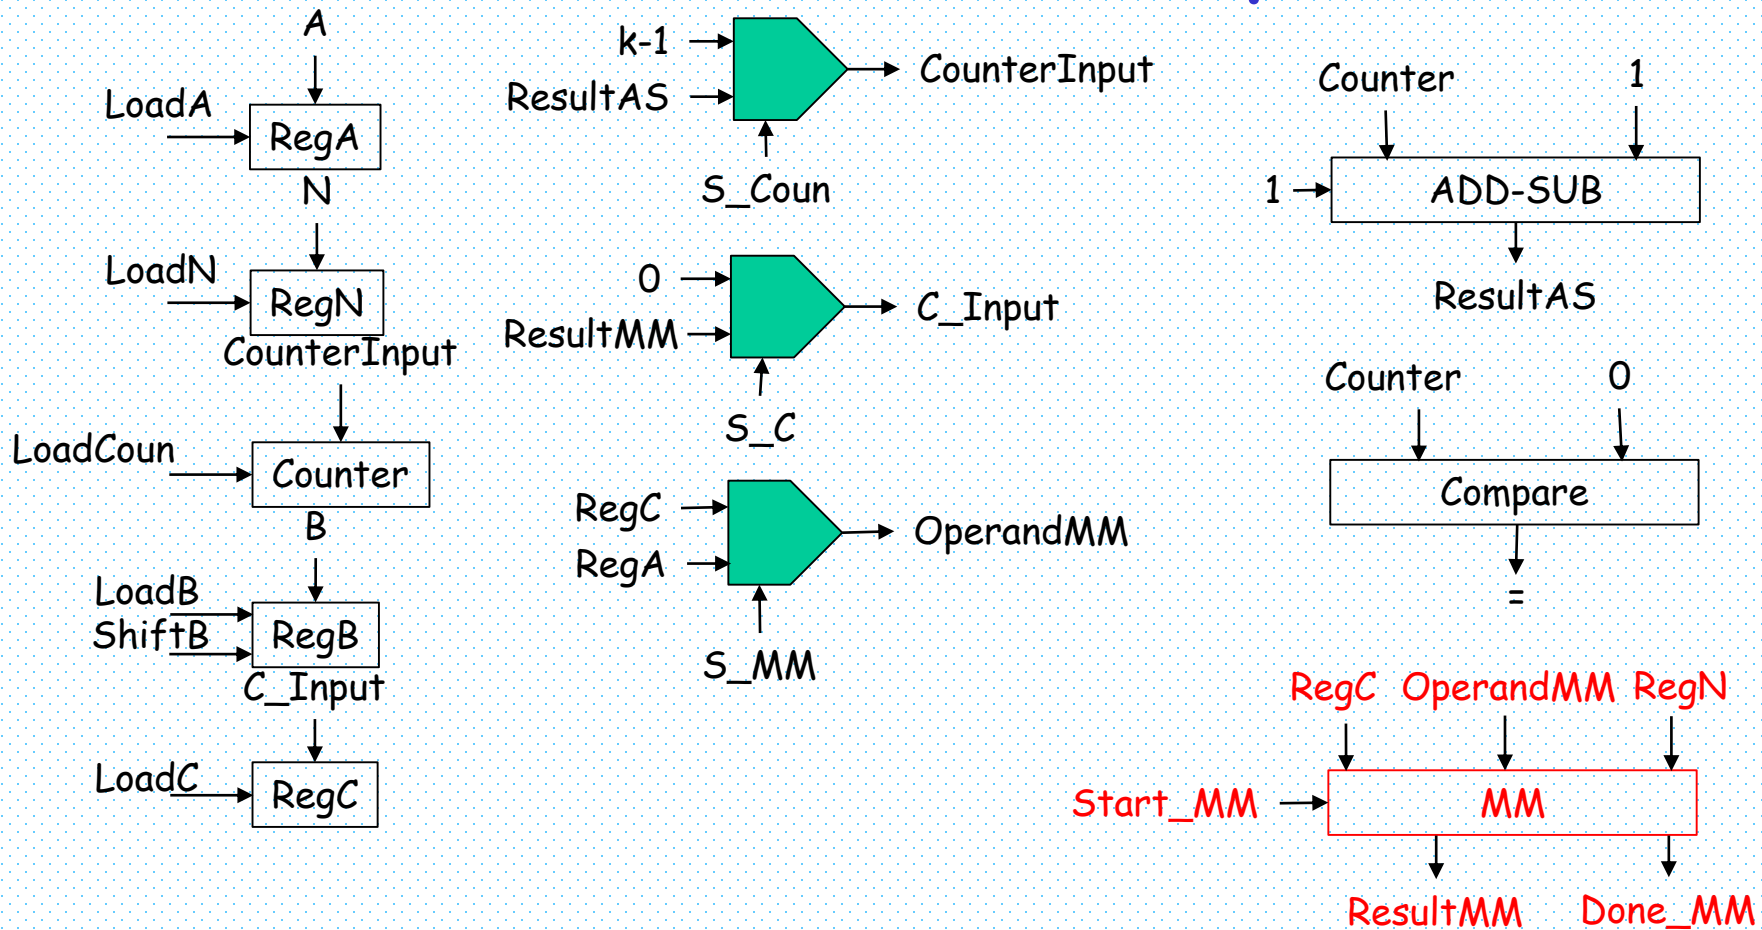 A
LoadA
RegA
N
LoadN
RegN
CounterInput
LoadCoun
Counter
B
LoadB
ShiftB
RegB
C_Input
LoadC
RegC
k-1
ResultAS
CounterInput
S_Coun
0
ResultMM
C_Input
S_C
RegC
RegA
OperandMM
S_MM
Counter 1
1
ADD-SUB
ResultAS
Counter 0
Compare
=
RegC OperandMM RegN
Start_MM
MM
ResultMM Done_MM